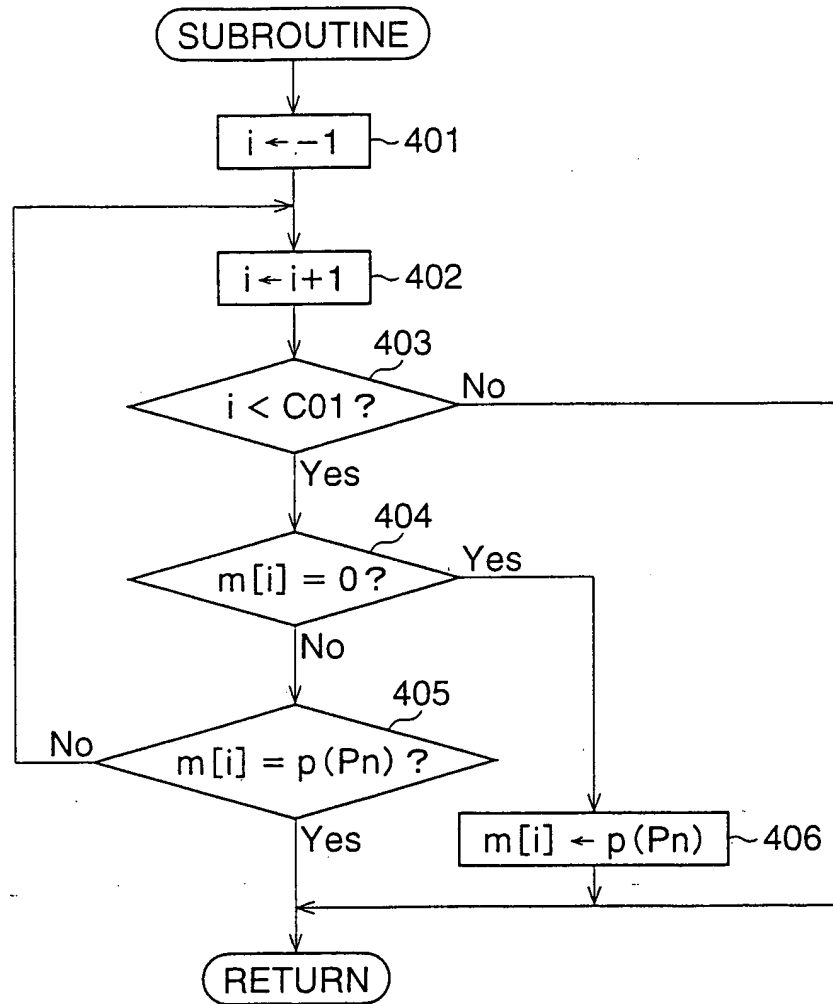 SUBROUTINE
i ← -1
401
i ← i+1
402
403
i < C01 ?
No
Yes
404
m[i] = 0 ?
Yes
No
405
No
m[i] = p(Pn) ?
Yes
m[i] ← p(Pn)
406
RETURN